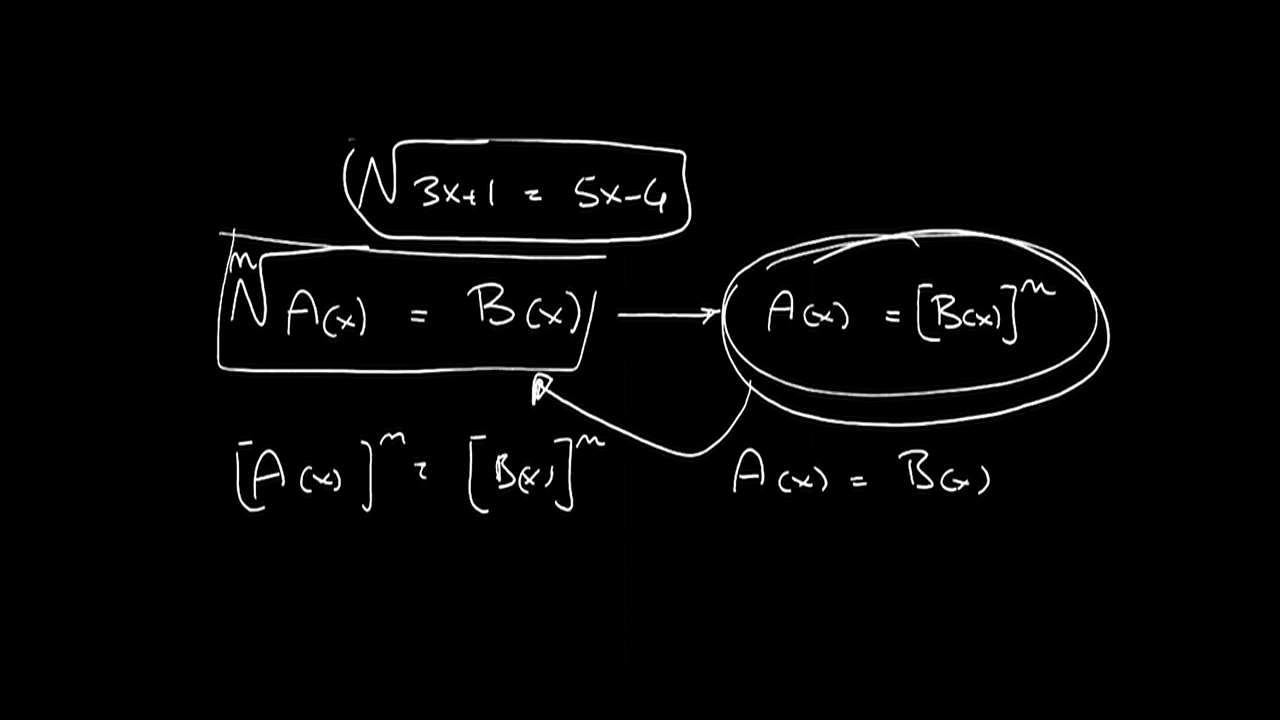 √3x+1 = 5x-4
ⁿ√A(x) = B(x) → A(x) = [B(x)]ⁿ
[A(x)]ⁿ = [B(x)]ⁿ A(x) = B(x)